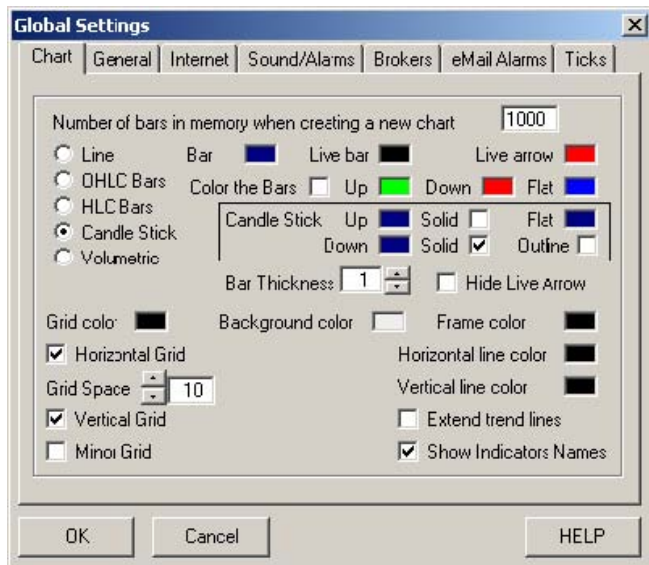 Global Settings
Chart General Internet Sound/Alarms Brokers eMail Alarms Ticks
Number of bars in memory when creating a new chart 1000
Line Bar Live bar Live arrow
OHLC Bars Color the Bars Up Down Flat
HLC Bars Candle Stick Up Solid Flat
Candle Stick Down Solid Outline
Volumetric
Bar Thickness 1 Hide Live Arrow
Grid color Background color Frame color
Horizontal Grid Horizontal line color
Grid Space 10 Vertical line color
Vertical Grid Extend trend lines
Minor Grid Show Indicators Names
OK Cancel HELP